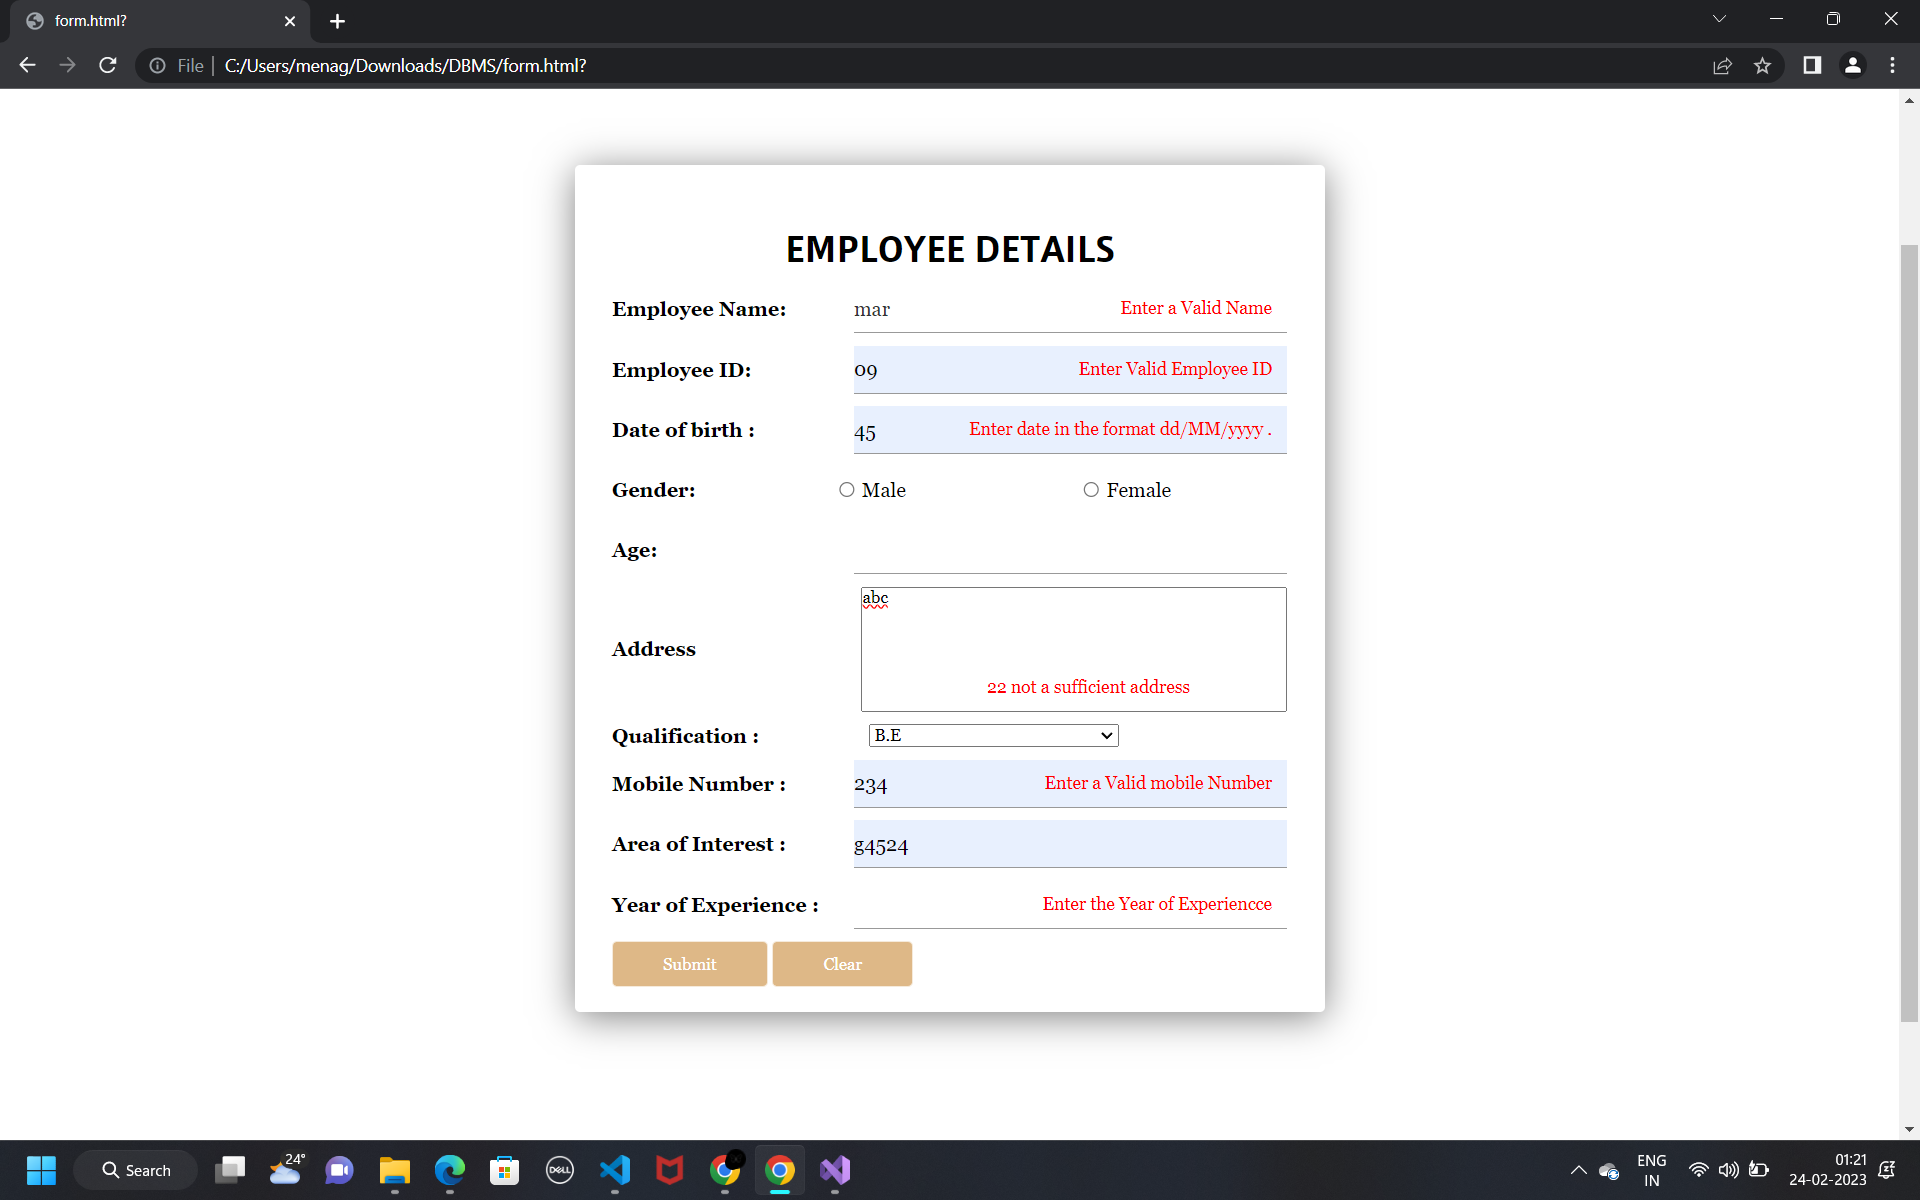 form.html?
File | C:/Users/menag/Downloads/DBMS/form.html?
EMPLOYEE DETAILS
Employee Name: mar Enter a Valid Name
Employee ID: 09 Enter Valid Employee ID
Date of birth : 45 Enter date in the format dd/MM/yyyy .
Gender: Male Female
Age:
abc
Address
22 not a sufficient address
Qualification : B.E
Mobile Number : 234 Enter a Valid mobile Number
Area of Interest : g4524
Year of Experience : Enter the Year of Experiencce
Submit Clear
Search 24° DELL ENG 01:21
IN 24-02-2023